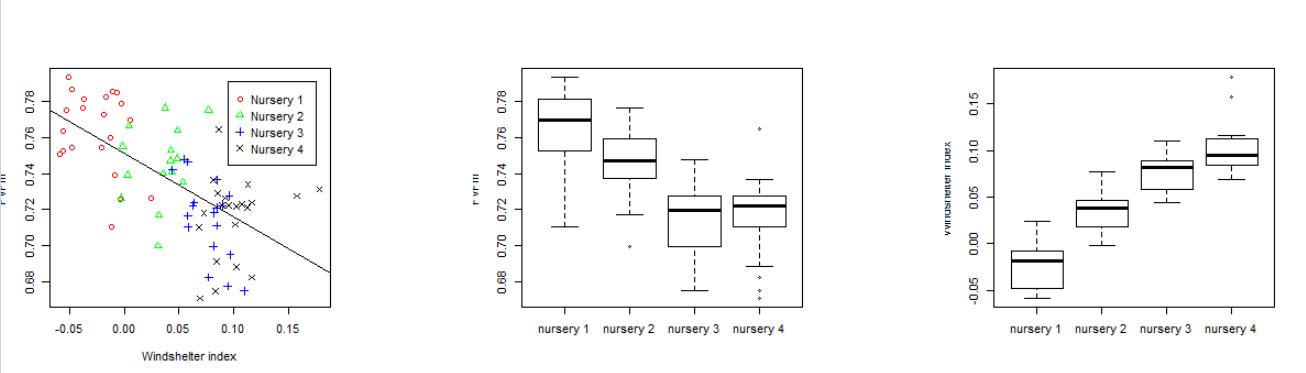 0.68 0.70 0.72 0.74 0.76 0.78
Nursery 1
Nursery 2
Nursery 3
Nursery 4
-0.05 0.00 0.05 0.10 0.15
Windshelter index
0.68 0.70 0.72 0.74 0.76 0.78
nursery 1 nursery 2 nursery 3 nursery 4
Windshelter index
-0.05 0.00 0.05 0.10 0.15
nursery 1 nursery 2 nursery 3 nursery 4